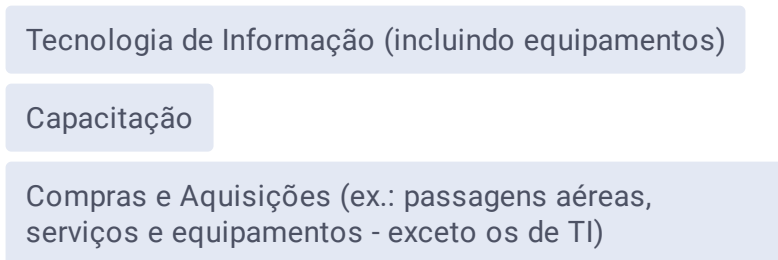 Tecnologia de Informação (incluindo equipamentos)
Capacitação
Compras e Aquisições (ex.: passagens aéreas,
serviços e equipamentos - exceto os de TI)